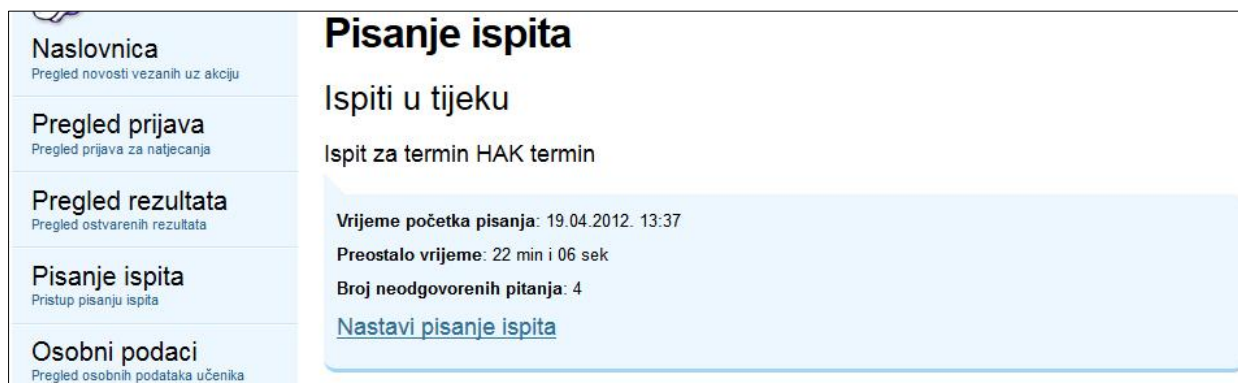 Naslovnica
Pregled novosti vezanih uz akciju
Pregled prijava
Pregled prijava za natjecanja
Pregled rezultata
Pregled ostvarenih rezultata
Pisanje ispita
Pristup pisanju ispita
Osobni podaci
Pregled osobnih podataka učenika
Pisanje ispita
Ispiti u tijeku
Ispit za termin HAK termin
Vrijeme početka pisanja: 19.04.2012. 13:37
Preostalo vrijeme: 22 min i 06 sek
Broj neodgovorenih pitanja: 4
Nastavi pisanje ispita